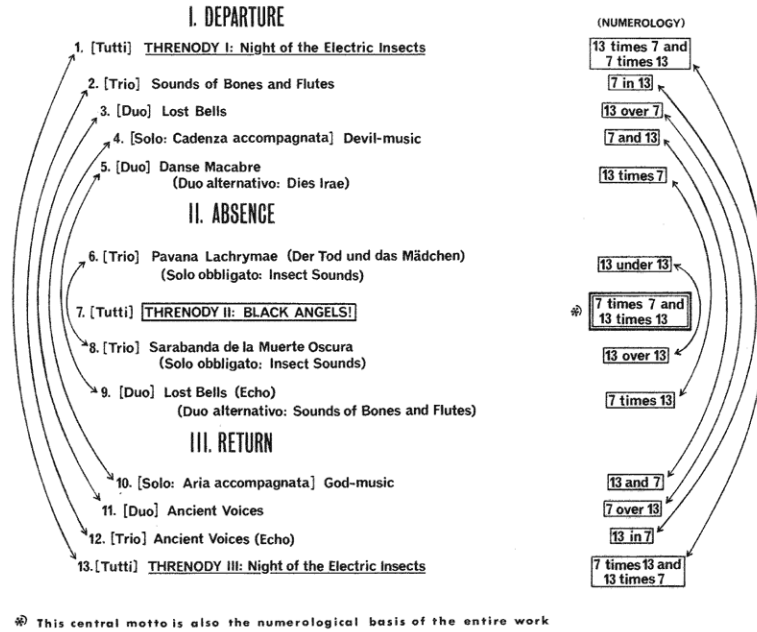 I. DEPARTURE
(NUMEROLOGY)
1. [Tutti] THRENODY I: Night of the Electric Insects
13 times 7 and
7 times 13
2. [Trio] Sounds of Bones and Flutes
7 in 13
3. [Duo] Lost Bells
13 over 7
4. [Solo: Cadenza accompagnata] Devil-music
7 and 13
5. [Duo] Danse Macabre
(Duo alternativo: Dies Irae)
13 times 7
II. ABSENCE
6. [Trio] Pavana Lachrymae (Der Tod und das Mädchen)
(Solo obbligato: Insect Sounds)
13 under 13
7. [Tutti] THRENODY II: BLACK ANGELS!
7 times 7 and
13 times 13
8. [Trio] Sarabanda de la Muerte Oscura
(Solo obbligato: Insect Sounds)
13 over 13
9. [Duo] Lost Bells (Echo)
(Duo alternativo: Sounds of Bones and Flutes)
7 times 13
III. RETURN
10. [Solo: Aria accompagnata] God-music
13 and 7
11. [Duo] Ancient Voices
7 over 13
12. [Trio] Ancient Voices (Echo)
13 in 7
13. [Tutti] THRENODY III: Night of the Electric Insects
7 times 13 and
13 times 7
This central motto is also the numerological basis of the entire work